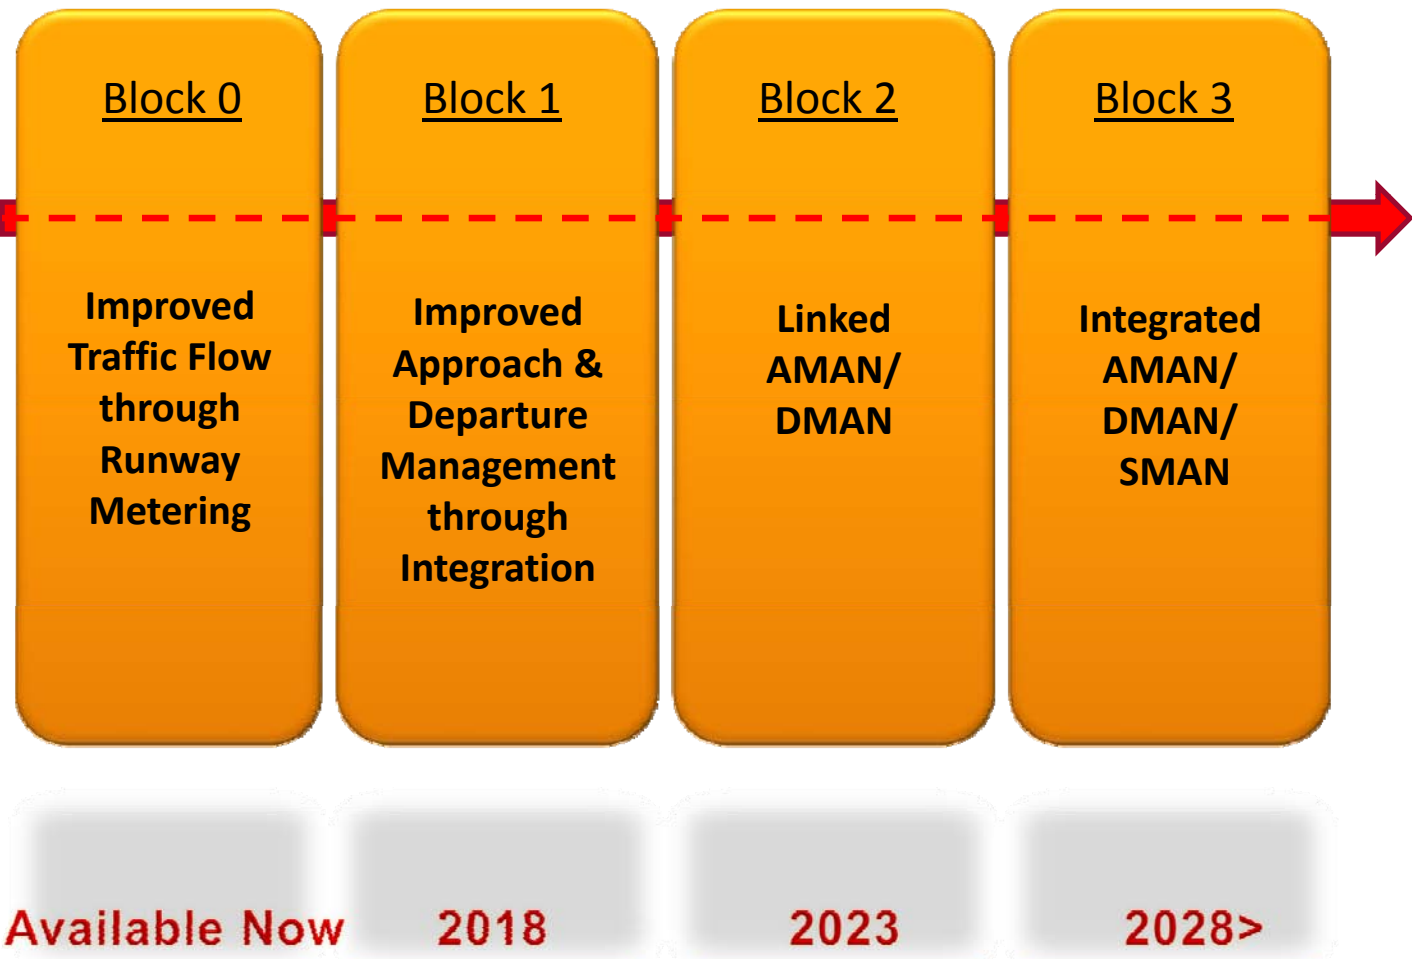 Block 0
Improved
Traffic Flow
through
Runway
Metering
Block 1
Improved
Approach &
Departure
Management
through
Integration
Block 2
Linked
AMAN/
DMAN
Block 3
Integrated
AMAN/
DMAN/
SMAN
Available Now
2018
2023
2028>